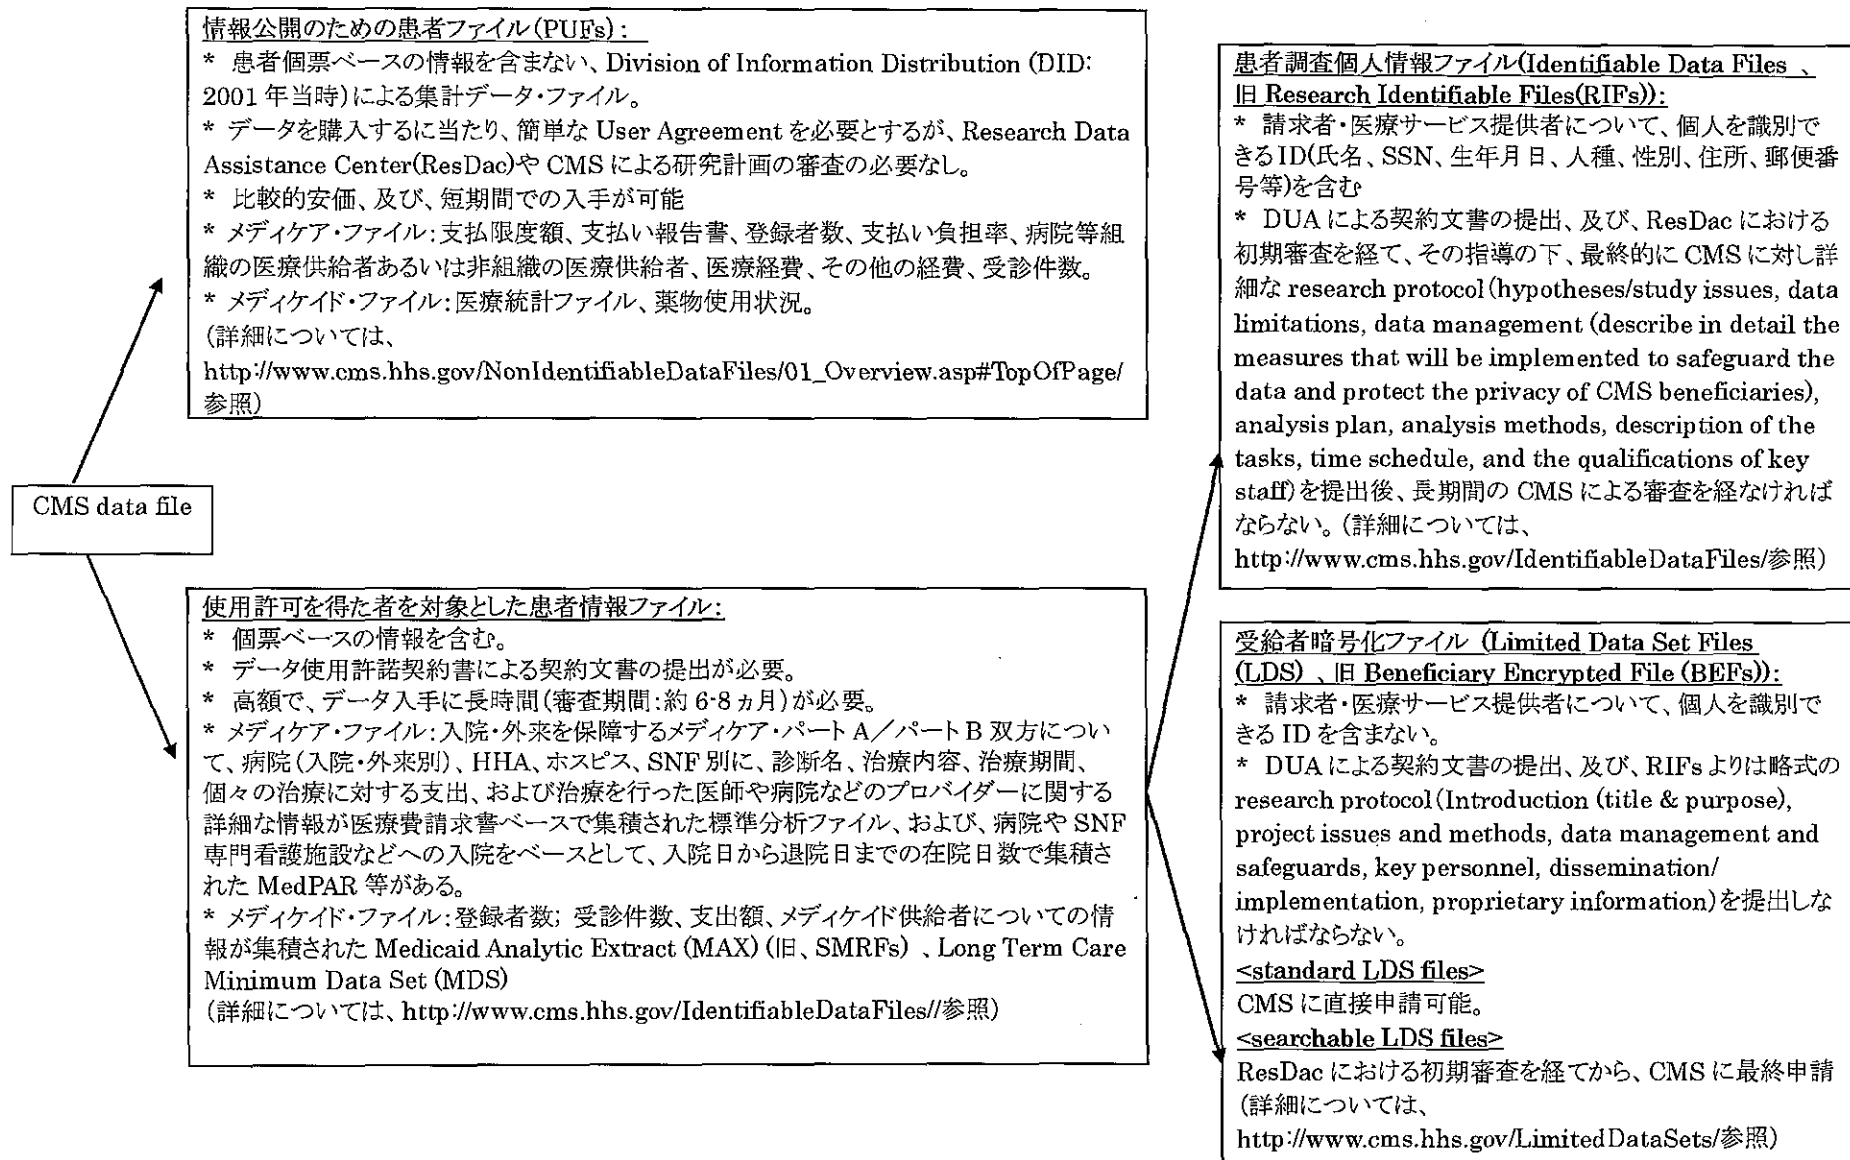 情報公開のための患者ファイル(PUFs):
* 患者個票ベースの情報を含まない、Division of Information Distribution (DID:
2001年当時)による集計データ・ファイル。
* データを購入するに当たり、簡単な User Agreement を必要とするが、Research Data
Assistance Center(ResDac)や CMS による研究計画の審査の必要なし。
* 比較的安価、及び、短期間での入手が可能
* メディケア・ファイル:支払限度額、支払い報告書、登録者数、支払い負担率、病院等組
織の医療供給者あるいは非組織の医療供給者、医療経費、その他の経費、受診件数。
* メディケイド・ファイル:医療統計ファイル、薬物使用状況。
(詳細については、
http://www.cms.hhs.gov/NonIdentifiableDataFiles/01_Overview.asp#TopOfPage/
参照)
CMS data file
使用許可を得た者を対象とした患者情報ファイル:
* 個票ベースの情報を含む。
* データ使用許諾契約書による契約文書の提出が必要。
* 高額で、データ入手に長時間(審査期間:約 6-8 ヵ月)が必要。
* メディケア・ファイル:入院・外来を保障するメディケア・パート A/パート B 双方につい
て、病院(入院・外来別)、HHA、ホスピス、SNF 別に、診断名、治療内容、治療期間、
個々の治療に対する支出、および治療を行った医師や病院などのプロバイダーに関する
詳細な情報が医療費請求書ベースで集積された標準分析ファイル、および、病院や SNF
専門看護施設などへの入院をベースとして、入院日から退院日までの在院日数で集積さ
れた MedPAR 等がある。
* メディケイド・ファイル:登録者数; 受診件数、支出額、メディケイド供給者についての情
報が集積された Medicaid Analytic Extract (MAX) (旧、SMRFs) 、Long Term Care
Minimum Data Set (MDS)
(詳細については、http://www.cms.hhs.gov/IdentifiableDataFiles//参照)
患者調査個人情報ファイル(Identifiable Data Files 、
旧 Research Identifiable Files(RIFs)):
* 請求者・医療サービス提供者について、個人を識別で
きる ID(氏名、SSN、生年月日、人種、性別、住所、郵便番
号等)を含む
* DUA による契約文書の提出、及び、ResDac における
初期審査を経て、その指導の下、最終的に CMS に対し詳
細な research protocol(hypotheses/study issues, data
limitations, data management (describe in detail the
measures that will be implemented to safeguard the
data and protect the privacy of CMS beneficiaries),
analysis plan, analysis methods, description of the
tasks, time schedule, and the qualifications of key
staff)を提出後、長期間の CMS による審査を経なければ
ならない。(詳細については、
http://www.cms.hhs.gov/IdentifiableDataFiles/参照)
受給者暗号化ファイル (Limited Data Set Files
(LDS) 、旧 Beneficiary Encrypted File (BEFs)):
* 請求者・医療サービス提供者について、個人を識別で
きる ID を含まない。
* DUA による契約文書の提出、及び、RIFs よりは略式の
research protocol(Introduction (title & purpose),
project issues and methods, data management and
safeguards, key personnel, dissemination/
implementation, proprietary information)を提出しな
ければならない。
<standard LDS files>
CMS に直接申請可能。
<searchable LDS files>
ResDac における初期審査を経てから、CMS に最終申請
(詳細については、
http://www.cms.hhs.gov/LimitedDataSets/参照)